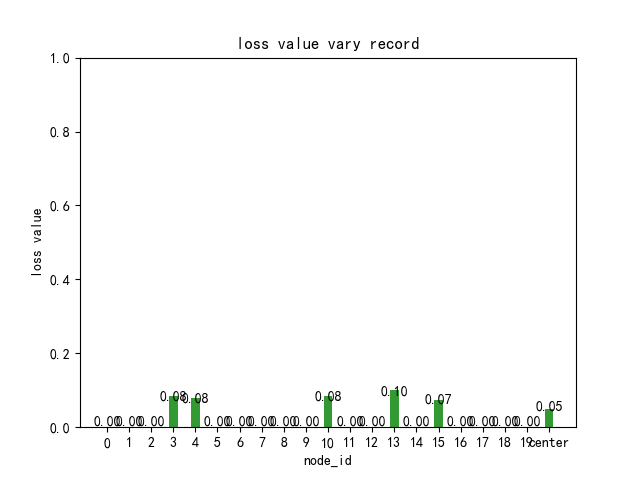 loss value vary record
1.0
0.8
0.6
0.4
0.2
0.0
loss value
0.00 0.00 0.00 0.08 0.08 0.00 0.00 0.00 0.00 0.00 0.08 0.00 0.00 0.10 0.00 0.07 0.00 0.00 0.00 0.00 0.05
0 1 2 3 4 5 6 7 8 9 10 11 12 13 14 15 16 17 18 19 center
node_id